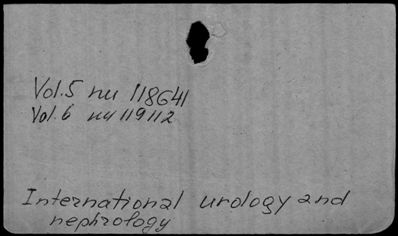 Vol.5 nu 118641
Vol.6 nu 119112
International urology and
nephrology